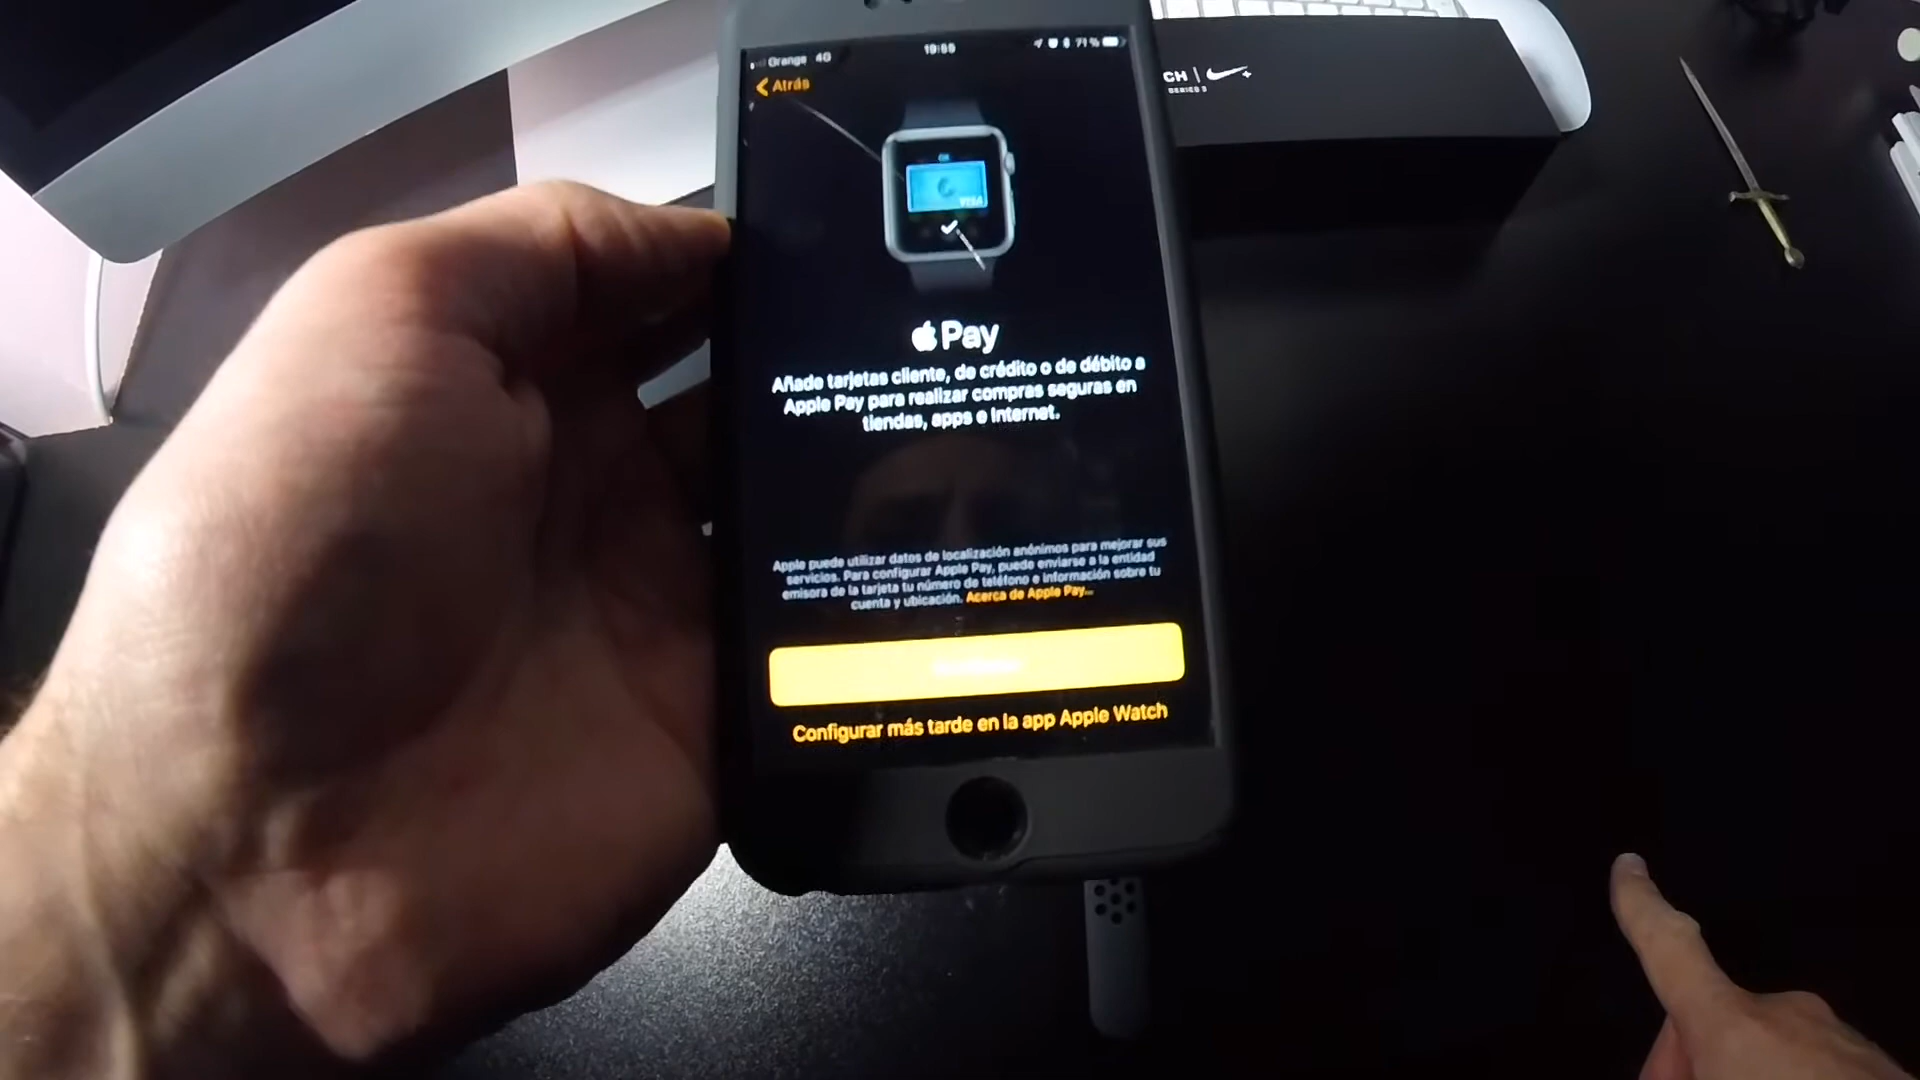 Orange 4G
19:55
71 %
Atrás
CH
SERIES 3
VISA
Pay
Añade tarjetas cliente, de crédito o de débito a
Apple Pay para realizar compras seguras en
tiendas, apps e Internet.
Apple puede utilizar datos de localización anónimos para mejorar sus
servicios. Para configurar Apple Pay, puede enviarse a la entidad
emisora de la tarjeta tu número de teléfono e información sobre tu
cuenta y ubicación. Acerca de Apple Pay...
Configurar más tarde en la app Apple Watch